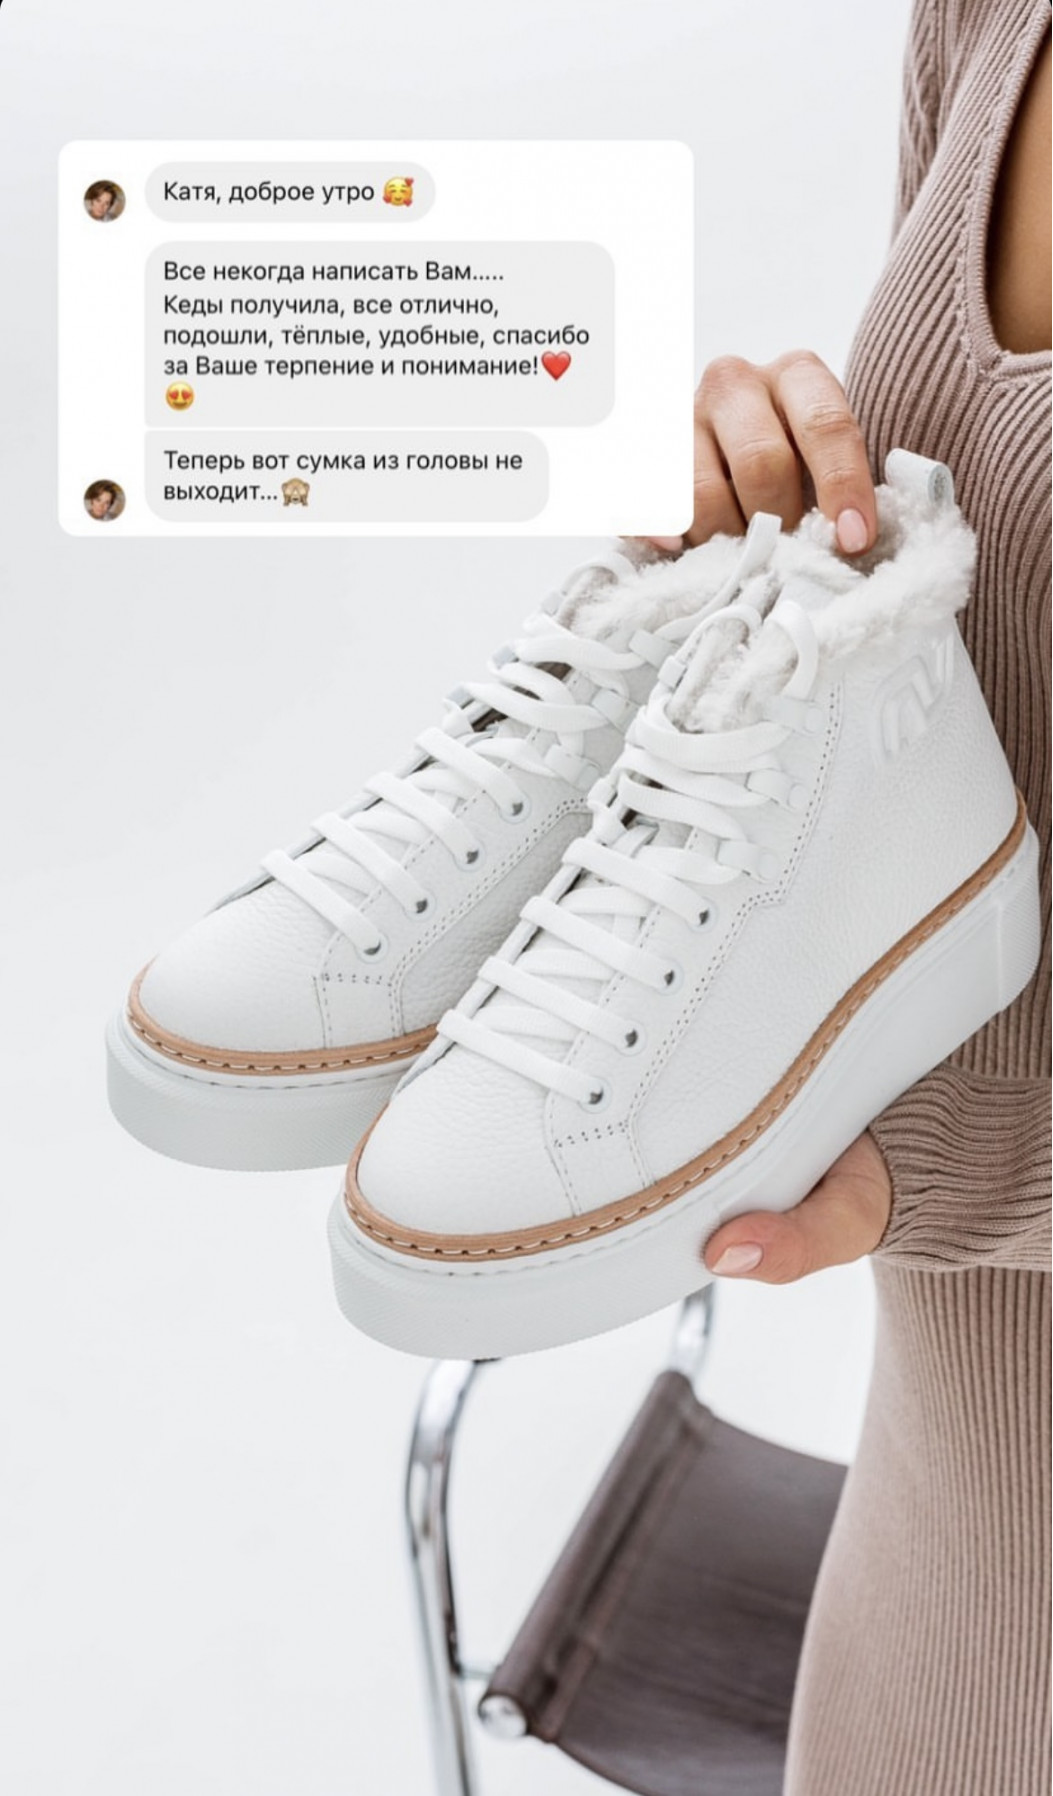 Катя, доброе утро 🥰
Все некогда написать Вам.....
Кеды получила, все отлично,
подошли, тёплые, удобные, спасибо
за Ваше терпение и понимание!❤️
😍
Теперь вот сумка из головы не
выходит...🙈